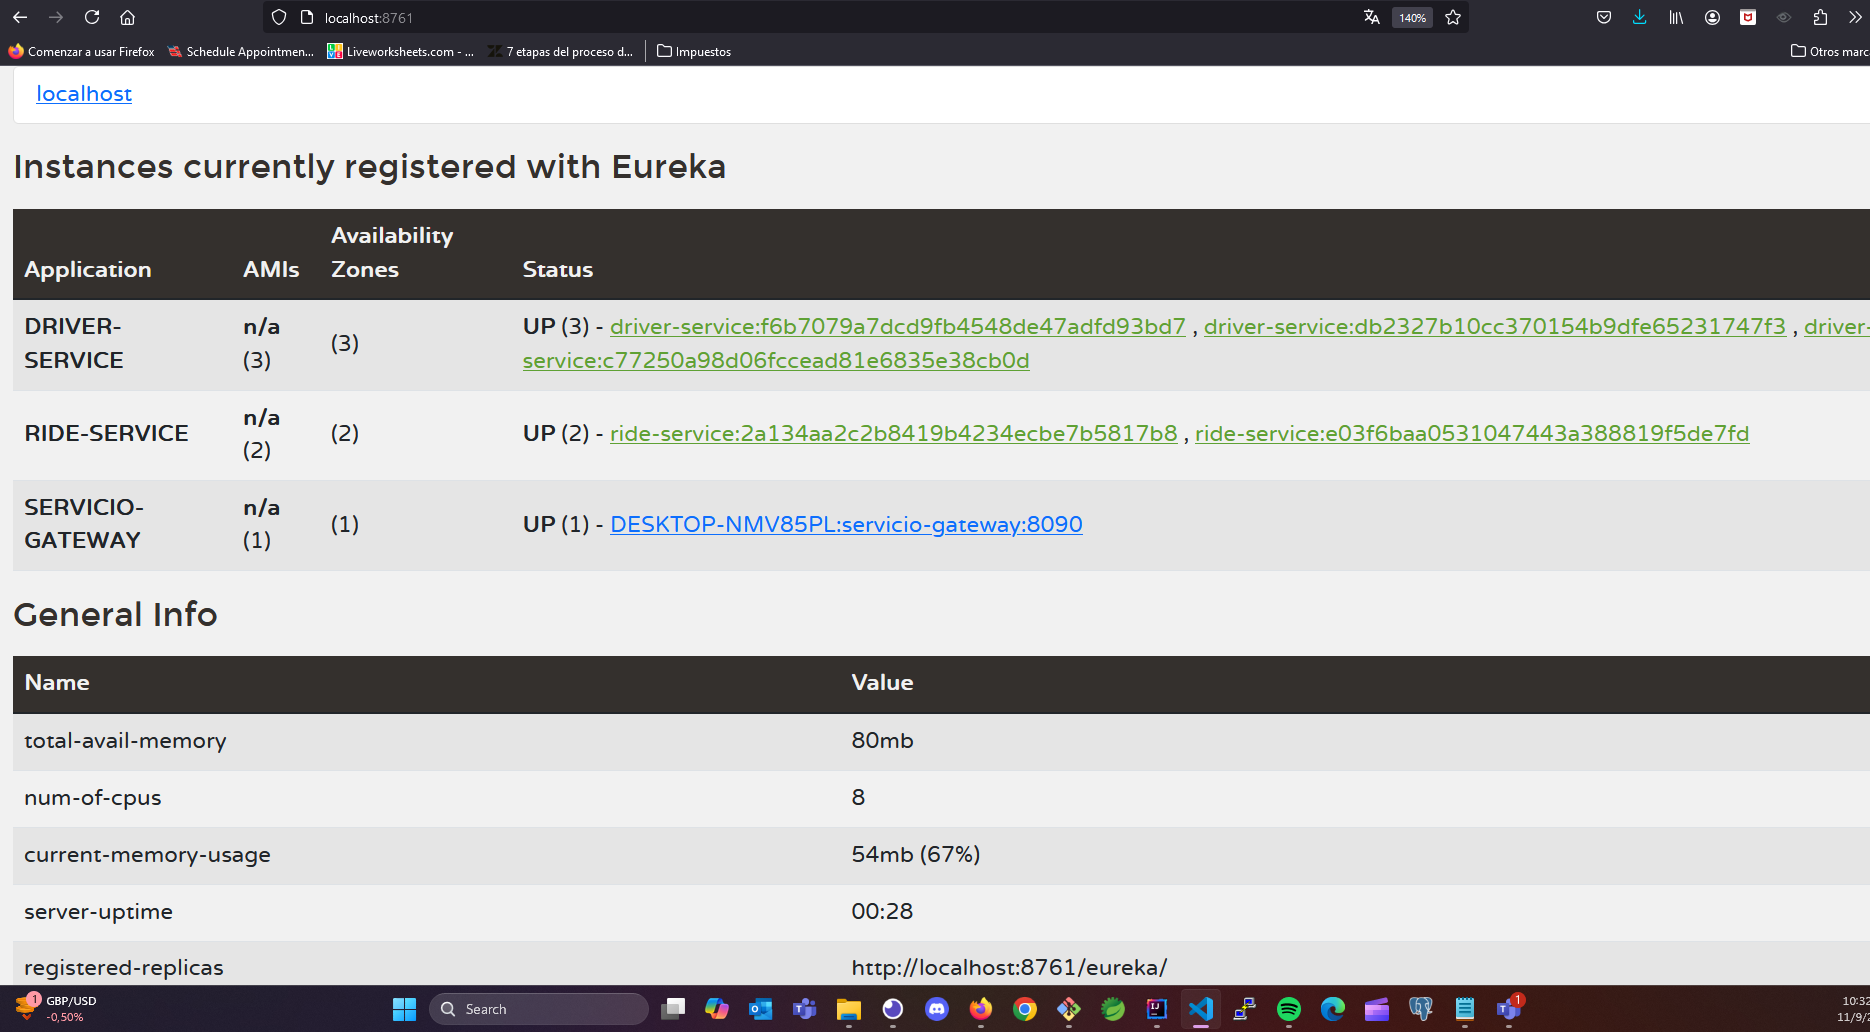 localhost:8761
140%
Comenzar a usar Firefox
Schedule Appointmen...
Liveworksheets.com - ...
7 etapas del proceso d...
Impuestos
Otros marc
localhost
Instances currently registered with Eureka
Application AMIs Availability Zones Status
DRIVER-SERVICE n/a (3) (3) UP (3) - driver-service:f6b7079a7dcd9fb4548de47adfd93bd7 , driver-service:db2327b10cc370154b9dfe65231747f3 , driver-
service:c77250a98d06fccead81e6835e38cb0d
RIDE-SERVICE n/a (2) (2) UP (2) - ride-service:2a134aa2c2b8419b4234ecbe7b5817b8 , ride-service:e03f6baa0531047443a388819f5de7fd
SERVICIO-GATEWAY n/a (1) (1) UP (1) - DESKTOP-NMV85PL:servicio-gateway:8090
General Info
Name Value
total-avail-memory 80mb
num-of-cpus 8
current-memory-usage 54mb (67%)
server-uptime 00:28
registered-replicas http://localhost:8761/eureka/
1
GBP/USD
-0,50%
Search
1
10:32
11/9/2